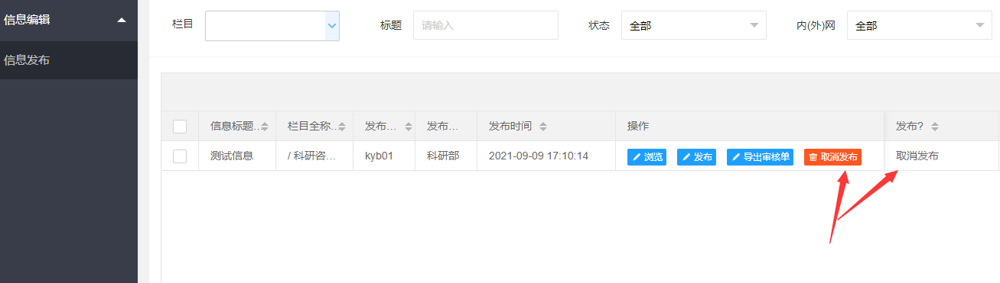 信息编辑
信息发布
栏目
标题 请输入
状态 全部
内(外)网 全部
信息标题... 栏目全称... 发布... 发布... 发布时间 操作 发布?
测试信息 / 科研咨... kyb01 科研部 2021-09-09 17:10:14 浏览 发布 导出审核单 取消发布 取消发布